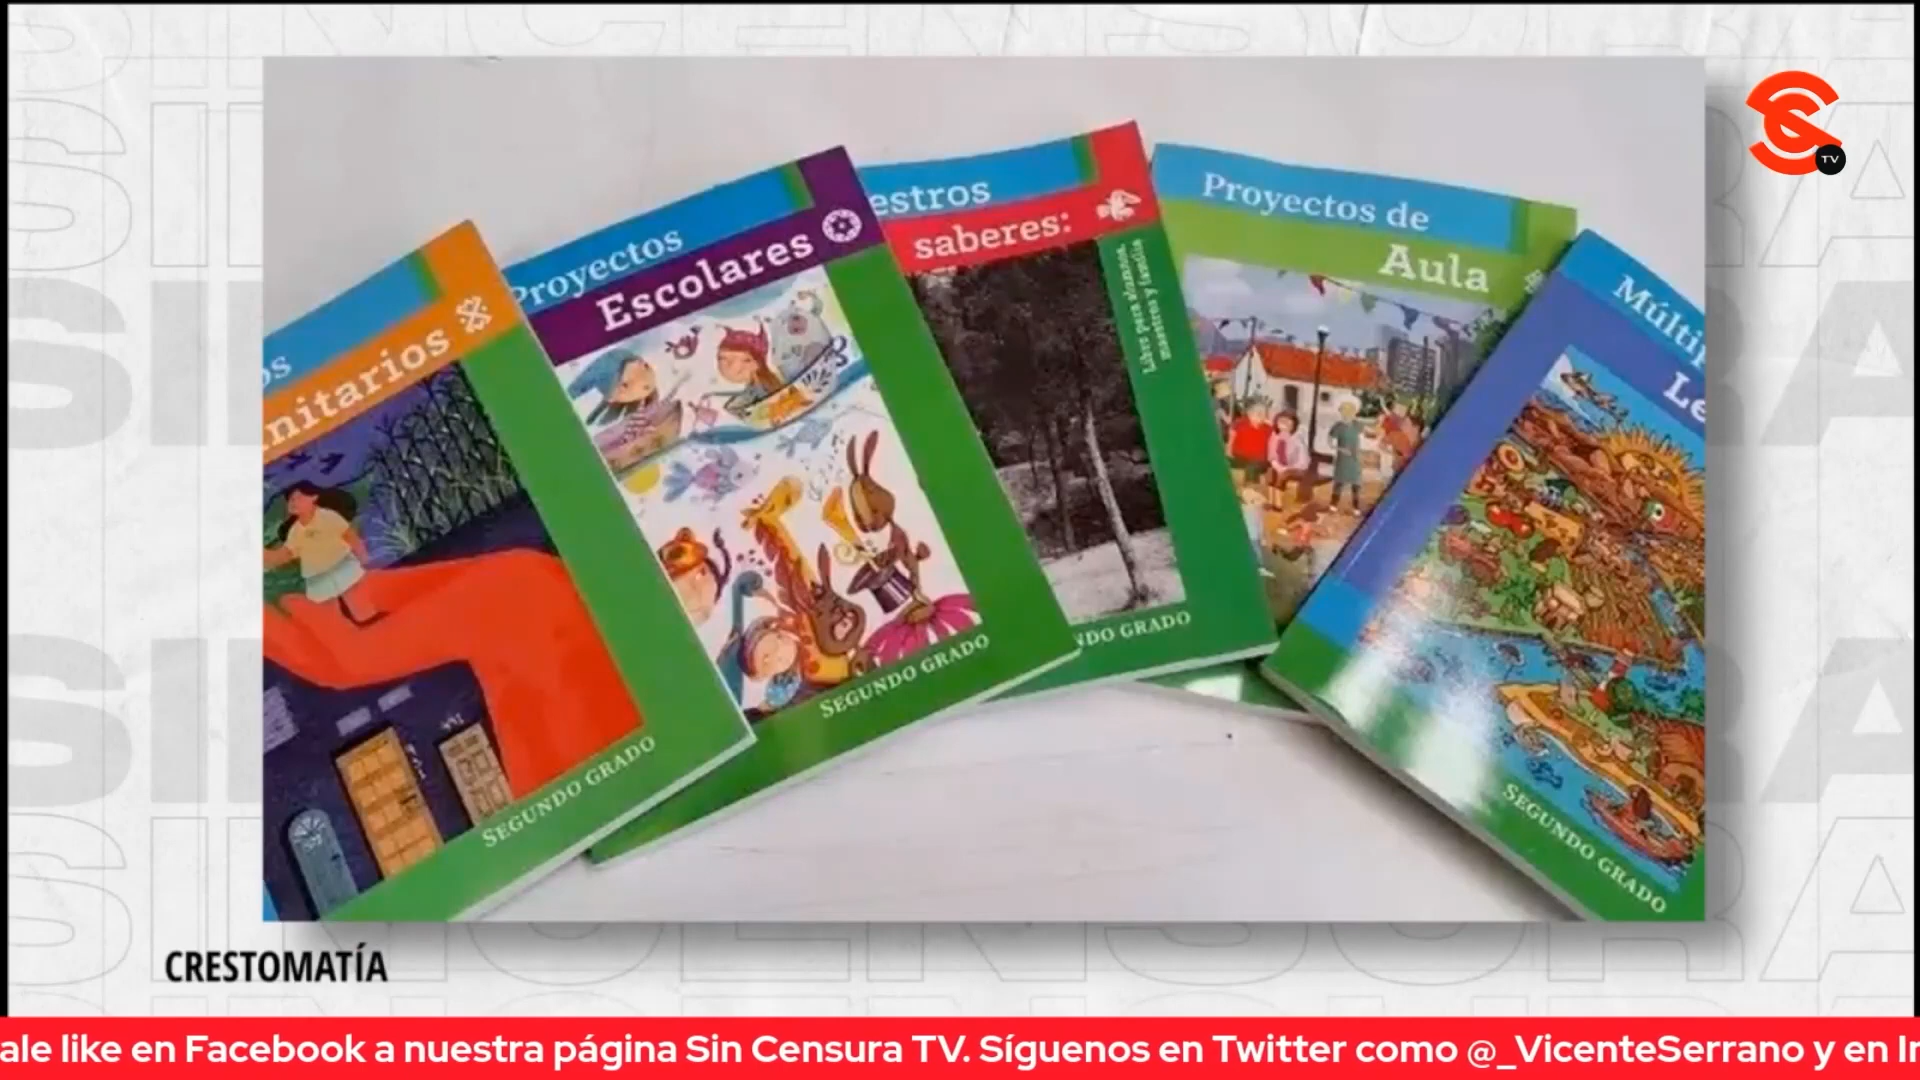 nitarios
SEGUNDO GRADO
Proyectos
Escolares
SEGUNDO GRADO
estros
saberes:
Libro para alumnos,
maestros y familia
NDO GRADO
Proyectos de
Aula
Múltip
Le
SEGUNDO GRADO
TV
CRESTOMATÍA
ale like en Facebook a nuestra página Sin Censura TV. Síguenos en Twitter como @_VicenteSerrano y en In